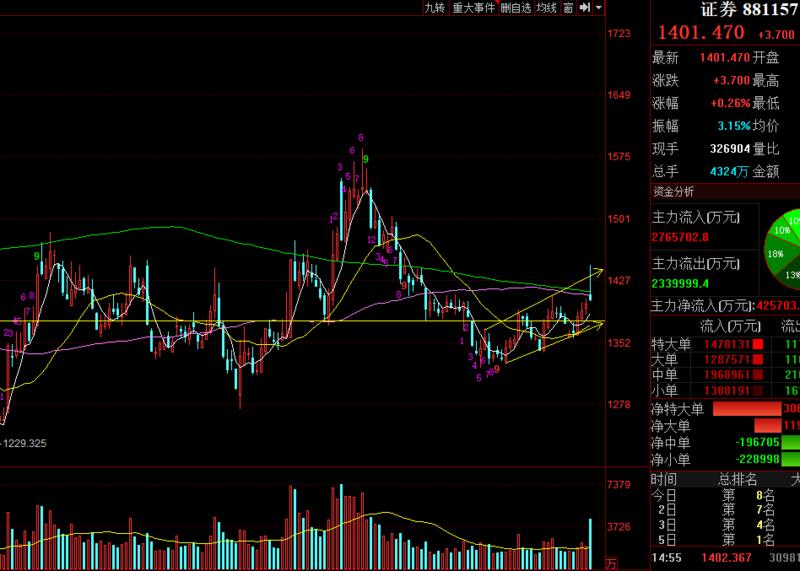 九转 重大事件 删自选 均线 窗
证券 881157
1401.470 +3.700
最新 1401.470 开盘
涨跌 +3.700 最高
涨幅 +0.26% 最低
振幅 3.15% 均价
现手 326904 量比
总手 4324万 金额
资金分析
主力流入(万元)
2765702.8
主力流出(万元)
2339999.4
主力净流入(万元): 425703.
10%
10%
18%
13%
流入(万元) 流出
特大单 1478131 11
大单 1287571 11
中单 1968961 21
小单 1380191 16
净特大单 30
净大单 119
净中单 -196705
净小单 -228998
时间 总排名 大
今日 第 8名
2日 第 7名
3日 第 4名
5日 第 1名
14:55 1402.367 30981
1723
1649
1575
1501
1427
1352
1278
1229.325
7379
3726
万